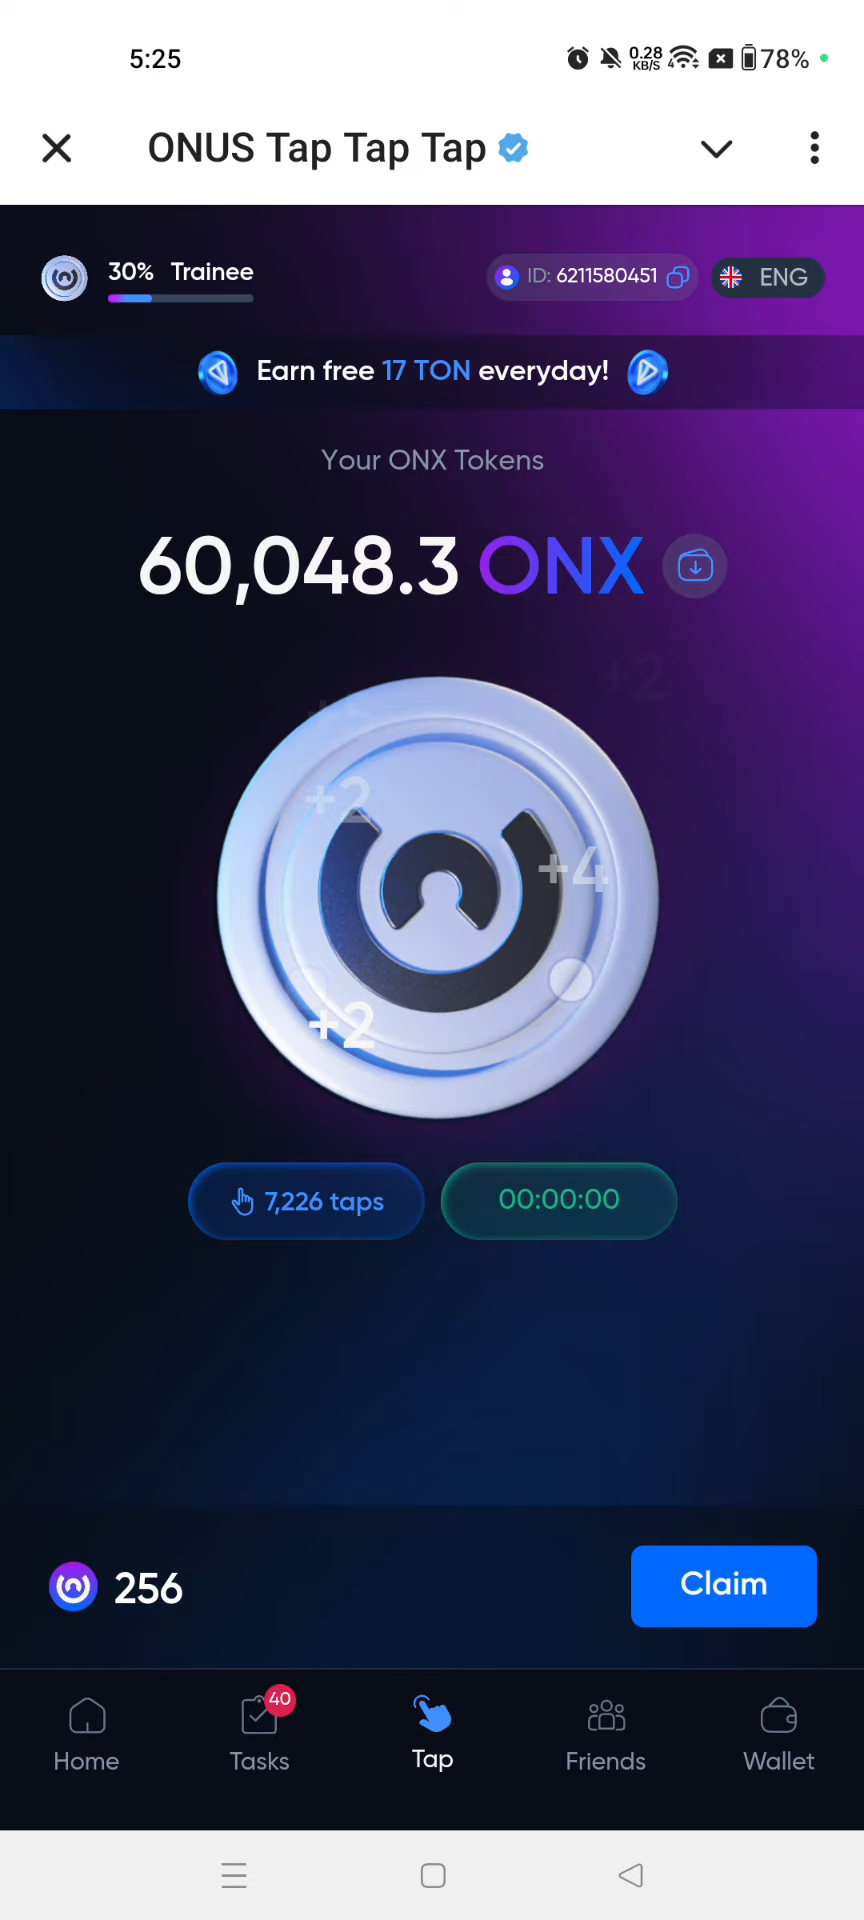 5:25
0.28
KB/S
4
78%
ONUS Tap Tap Tap
30% Trainee
ID: 6211580451
ENG
Earn free 17 TON everyday!
Your ONX Tokens
60,048.3 ONX
+2
+2
+4
+2
7,226 taps
00:00:00
256
Claim
40
Home
Tasks
Tap
Friends
Wallet